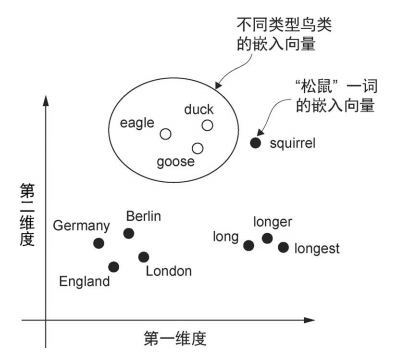 不同类型鸟类
的嵌入向量
“松鼠”一词
的嵌入向量
duck
eagle
goose
squirrel
第二维度
Berlin
Germany
London
England
longer
long
longest
第一维度